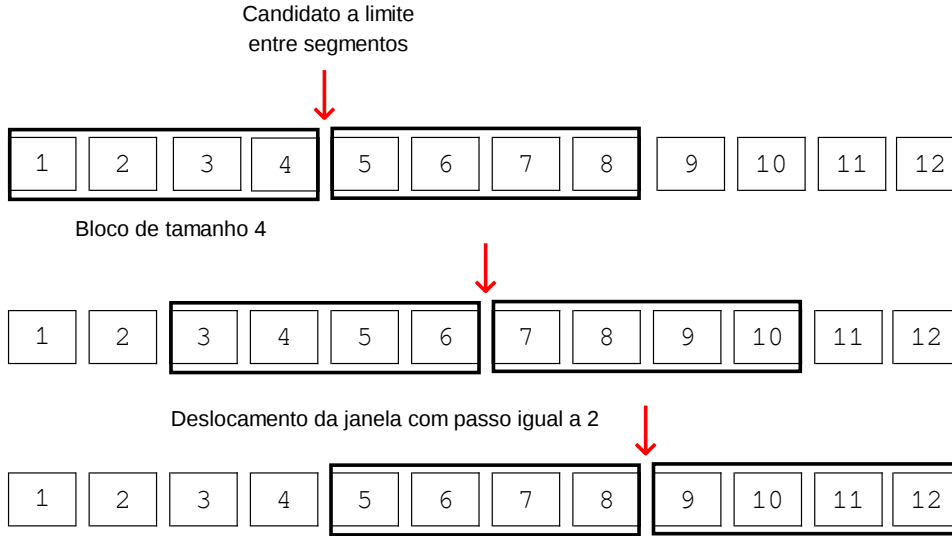 Candidato a limite
entre segmentos
1 2 3 4 5 6 7 8 9 10 11 12
Bloco de tamanho 4
1 2 3 4 5 6 7 8 9 10 11 12
Deslocamento da janela com passo igual a 2
1 2 3 4 5 6 7 8 9 10 11 12